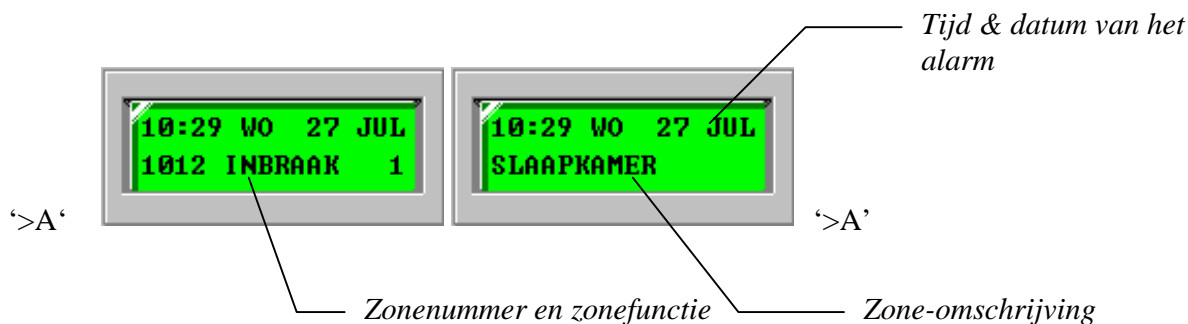 Tijd & datum van het
alarm
10:29 WO 27 JUL
1012 INBRAAK 1
10:29 WO 27 JUL
SLAAPKAMER
‘>A‘
‘>A’
Zonenummer en zonefunctie
Zone-omschrijving